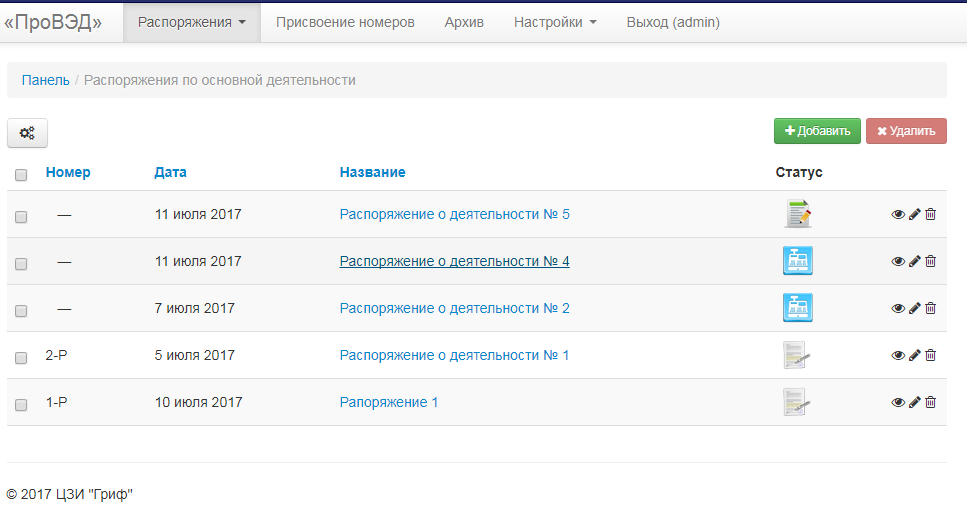 «ПроВЭД» Распоряжения Присвоение номеров Архив Настройки Выход (admin)
Панель / Распоряжения по основной деятельности
Добавить Удалить
Номер Дата Название Статус
— 11 июля 2017 Распоряжение о деятельности № 5
— 11 июля 2017 Распоряжение о деятельности № 4
— 7 июля 2017 Распоряжение о деятельности № 2
2-Р 5 июля 2017 Распоряжение о деятельности № 1
1-Р 10 июля 2017 Рапоряжение 1
© 2017 ЦЗИ "Гриф"